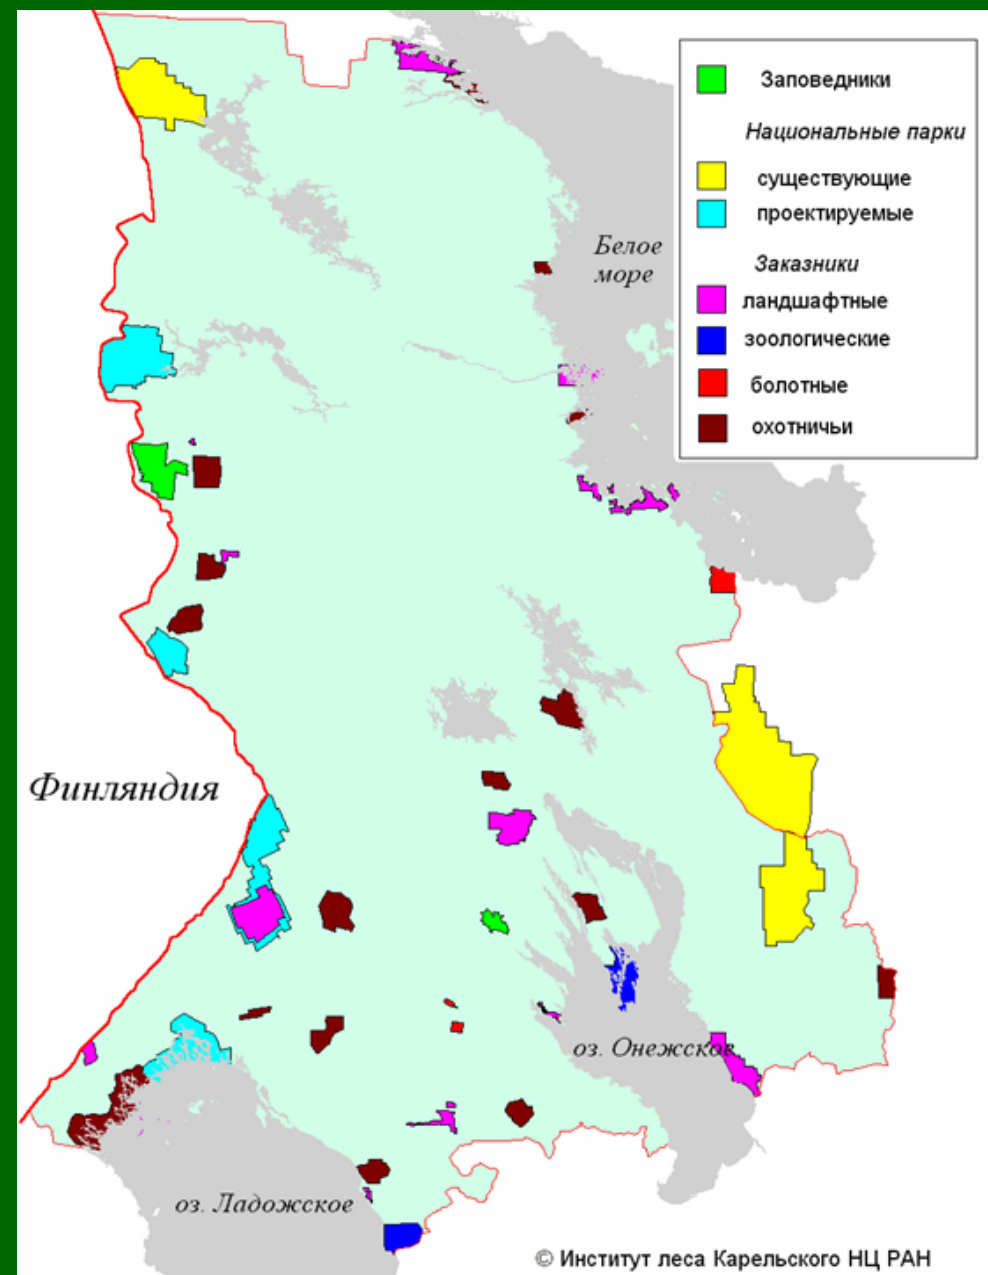 Заповедники
Национальные парки
существующие
проектируемые
Заказники
ландшафтные
зоологические
болотные
охотничьи
Белое
море
Финляндия
оз. Онежское
оз. Ладожское
© Институт леса Карельского НЦ РАН